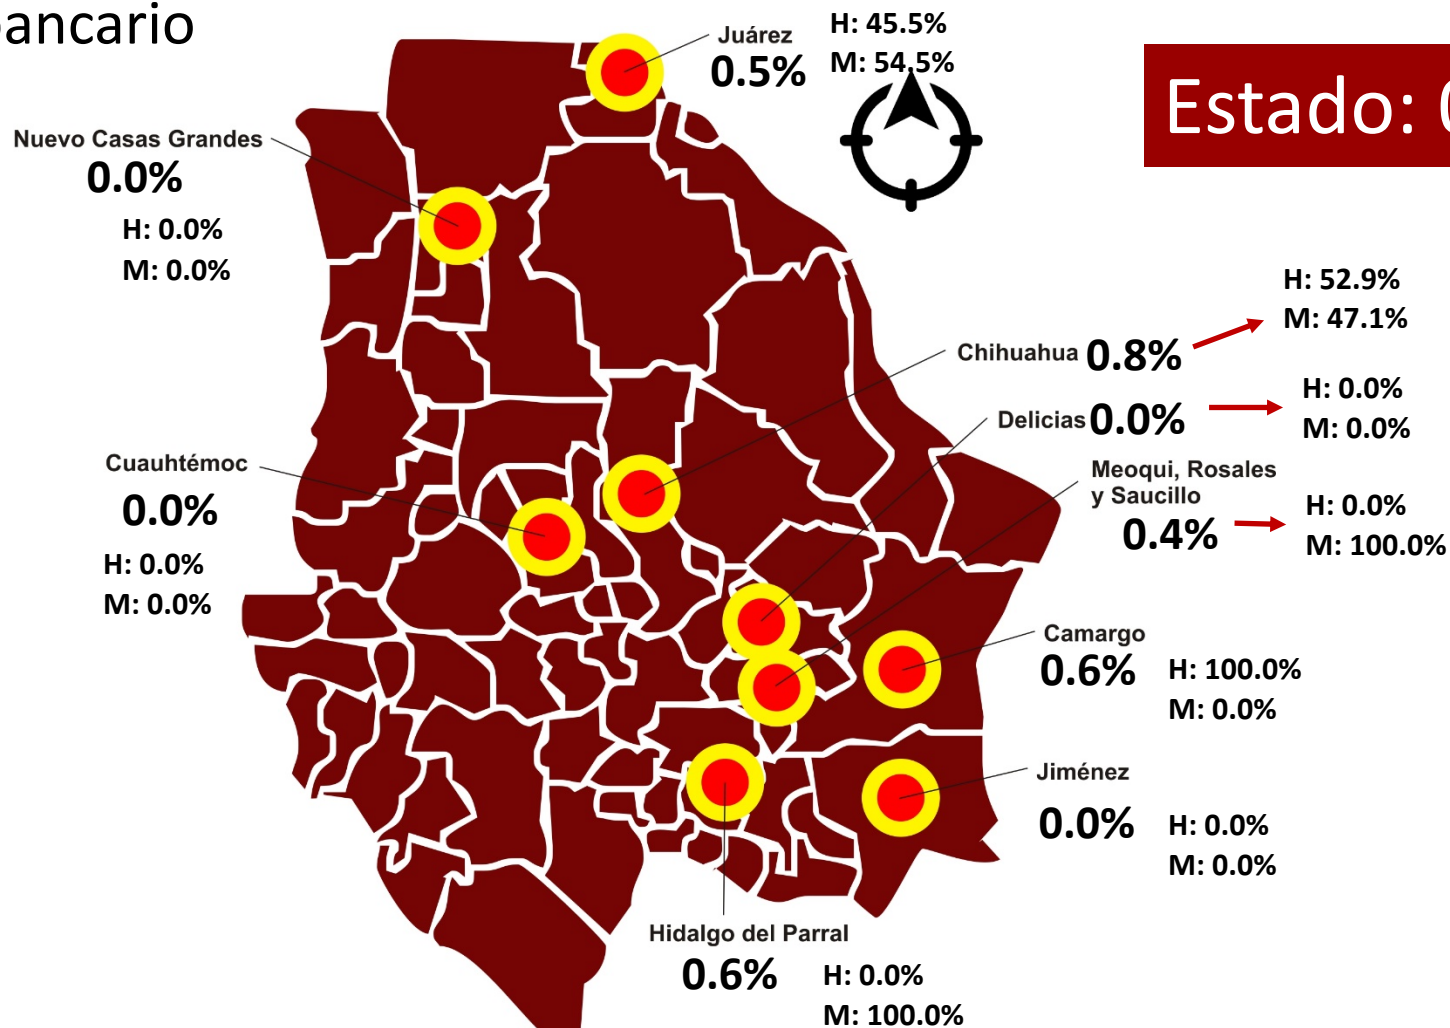 bancario
Juárez
0.5%
H: 45.5%
M: 54.5%
Estado:
Nuevo Casas Grandes
0.0%
H: 0.0%
M: 0.0%
Chihuahua 0.8%
H: 52.9%
M: 47.1%
Delicias 0.0%
H: 0.0%
M: 0.0%
Cuauhtémoc
0.0%
H: 0.0%
M: 0.0%
Meoqui, Rosales
y Saucillo
0.4%
H: 0.0%
M: 100.0%
Camargo
0.6%
H: 100.0%
M: 0.0%
Jiménez
0.0%
H: 0.0%
M: 0.0%
Hidalgo del Parral
0.6%
H: 0.0%
M: 100.0%